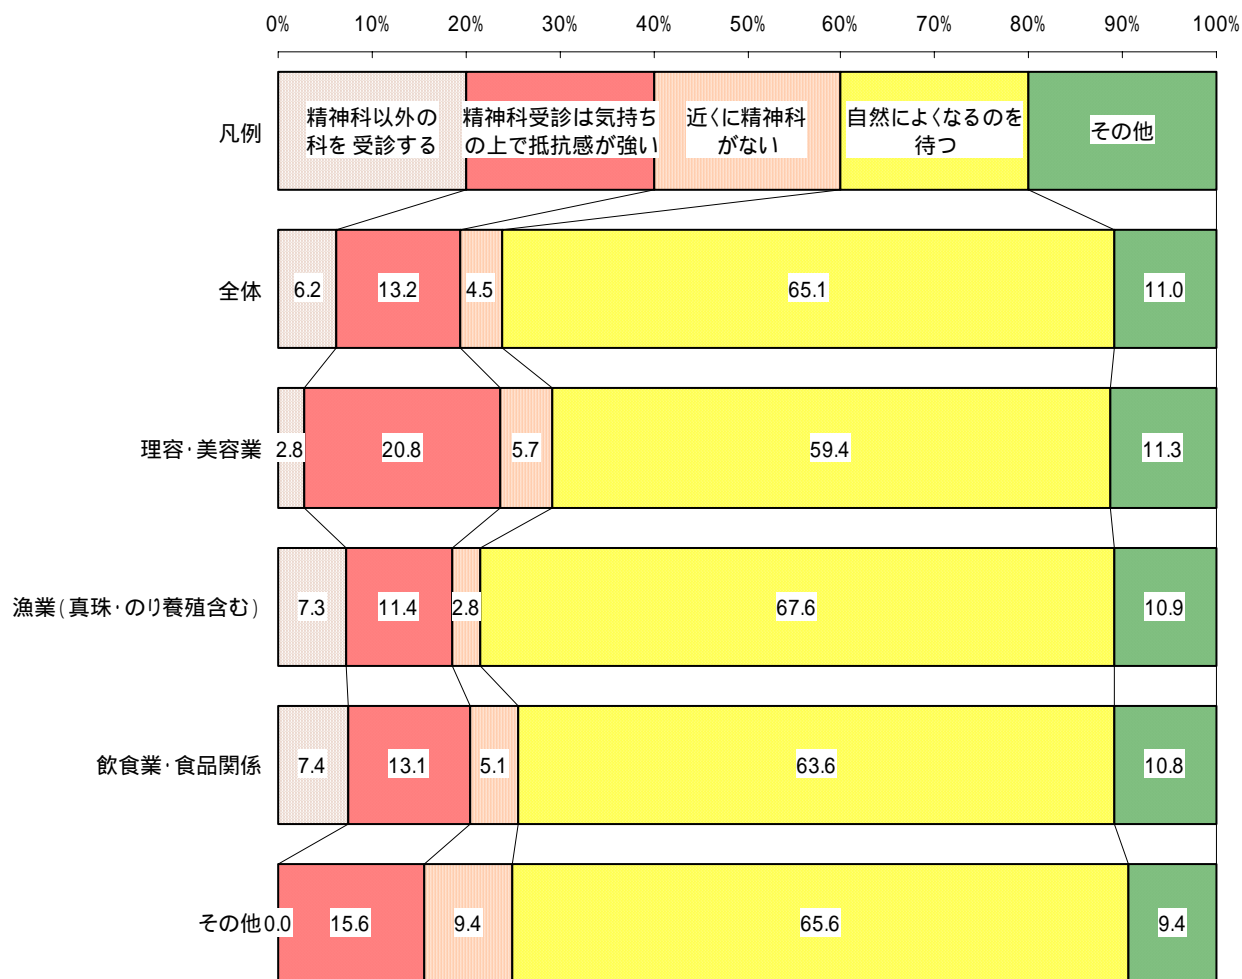 0% 10% 20% 30% 40% 50% 60% 70% 80% 90% 100%
凡例
精神科以外の
科を 受診する
精神科受診は気持ち
の上で抵抗感が強い
近くに精神科
がない
自然によくなるのを
待つ
その他
全体 6.2 13.2 4.5 65.1 11.0
理容･美容業 2.8 20.8 5.7 59.4 11.3
漁業(真珠･のり養殖含む) 7.3 11.4 2.8 67.6 10.9
飲食業･食品関係 7.4 13.1 5.1 63.6 10.8
その他 0.0 15.6 9.4 65.6 9.4